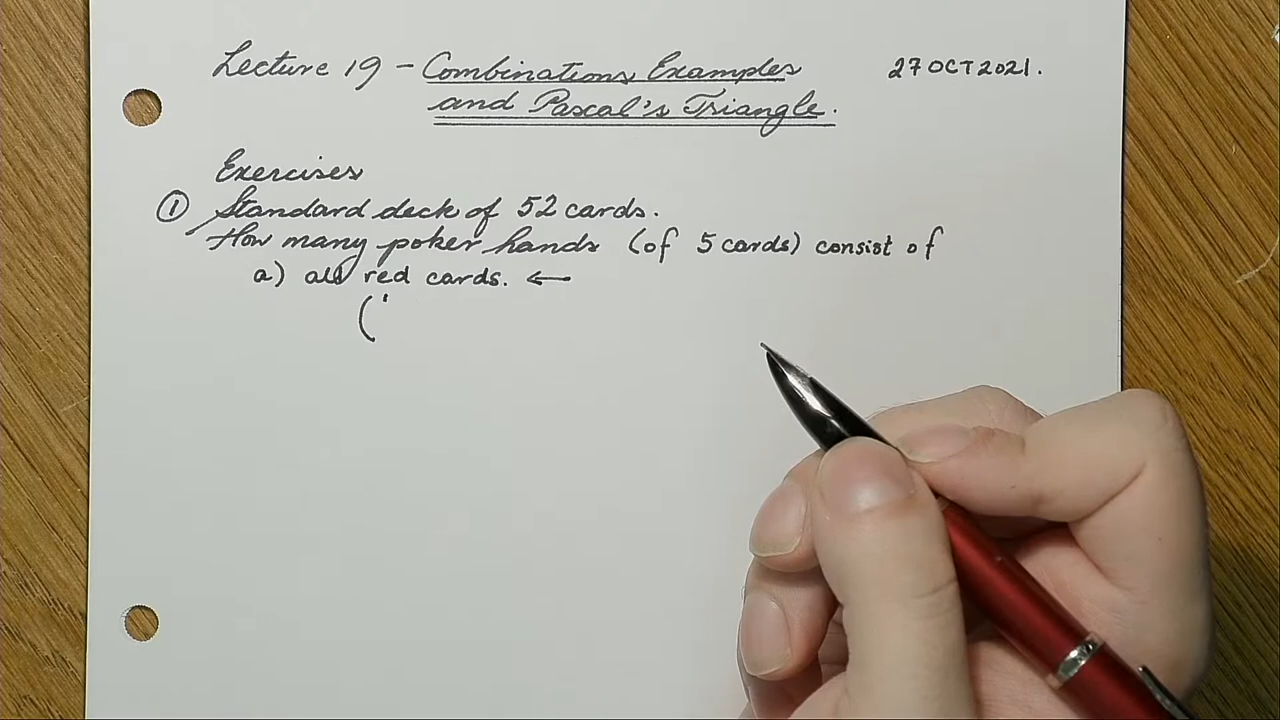 Lecture 19 - Combinations Examples 27 OCT 2021.
and Pascal's Triangle.
Exercises
① Standard deck of 52 cards.
How many poker hands (of 5 cards) consist of
a) all red cards. ←
(